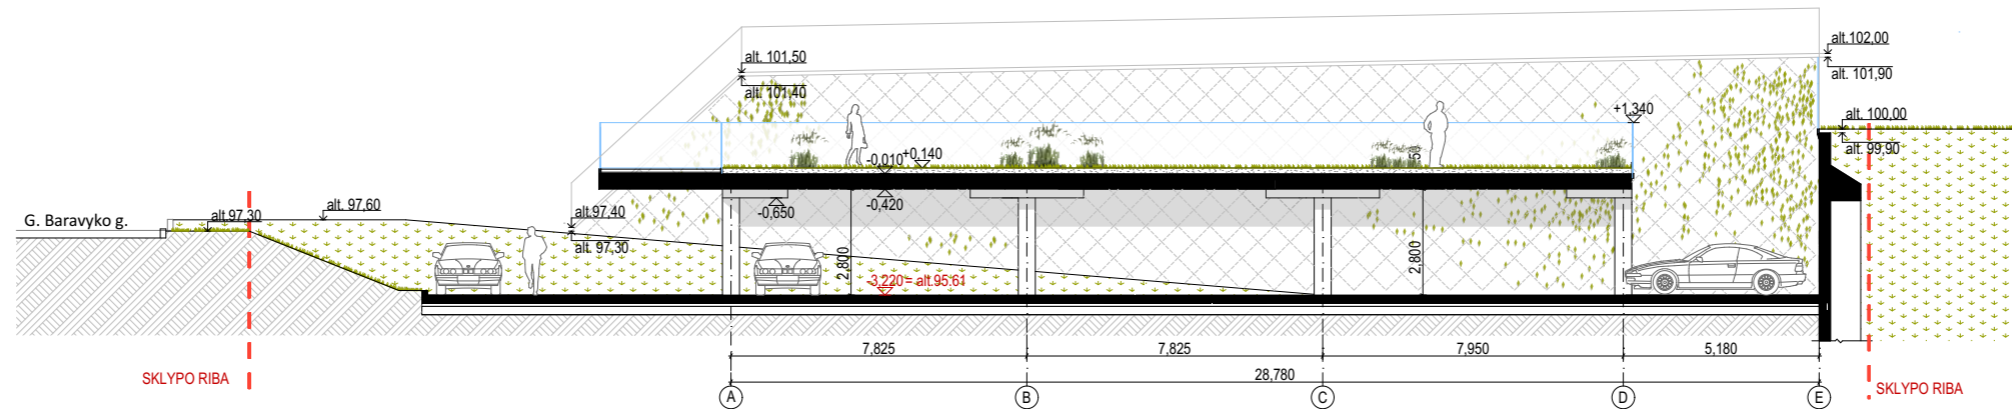 alt.102,00
alt. 101,50
alt. 101,90
alt. 101,40
+1,340
alt. 100,00
alt. 99,90
-0,010
+0,140
50
alt. 97,60
-0,650
-0,420
G. Baravyko g.
alt.97,30
alt.97,40
alt. 97,30
2,800
2,800
-3,220 = alt.95.61
7,825
7,825
7,950
5,180
SKLYPO RIBA
28,780
SKLYPO RIBA
A
B
C
D
E